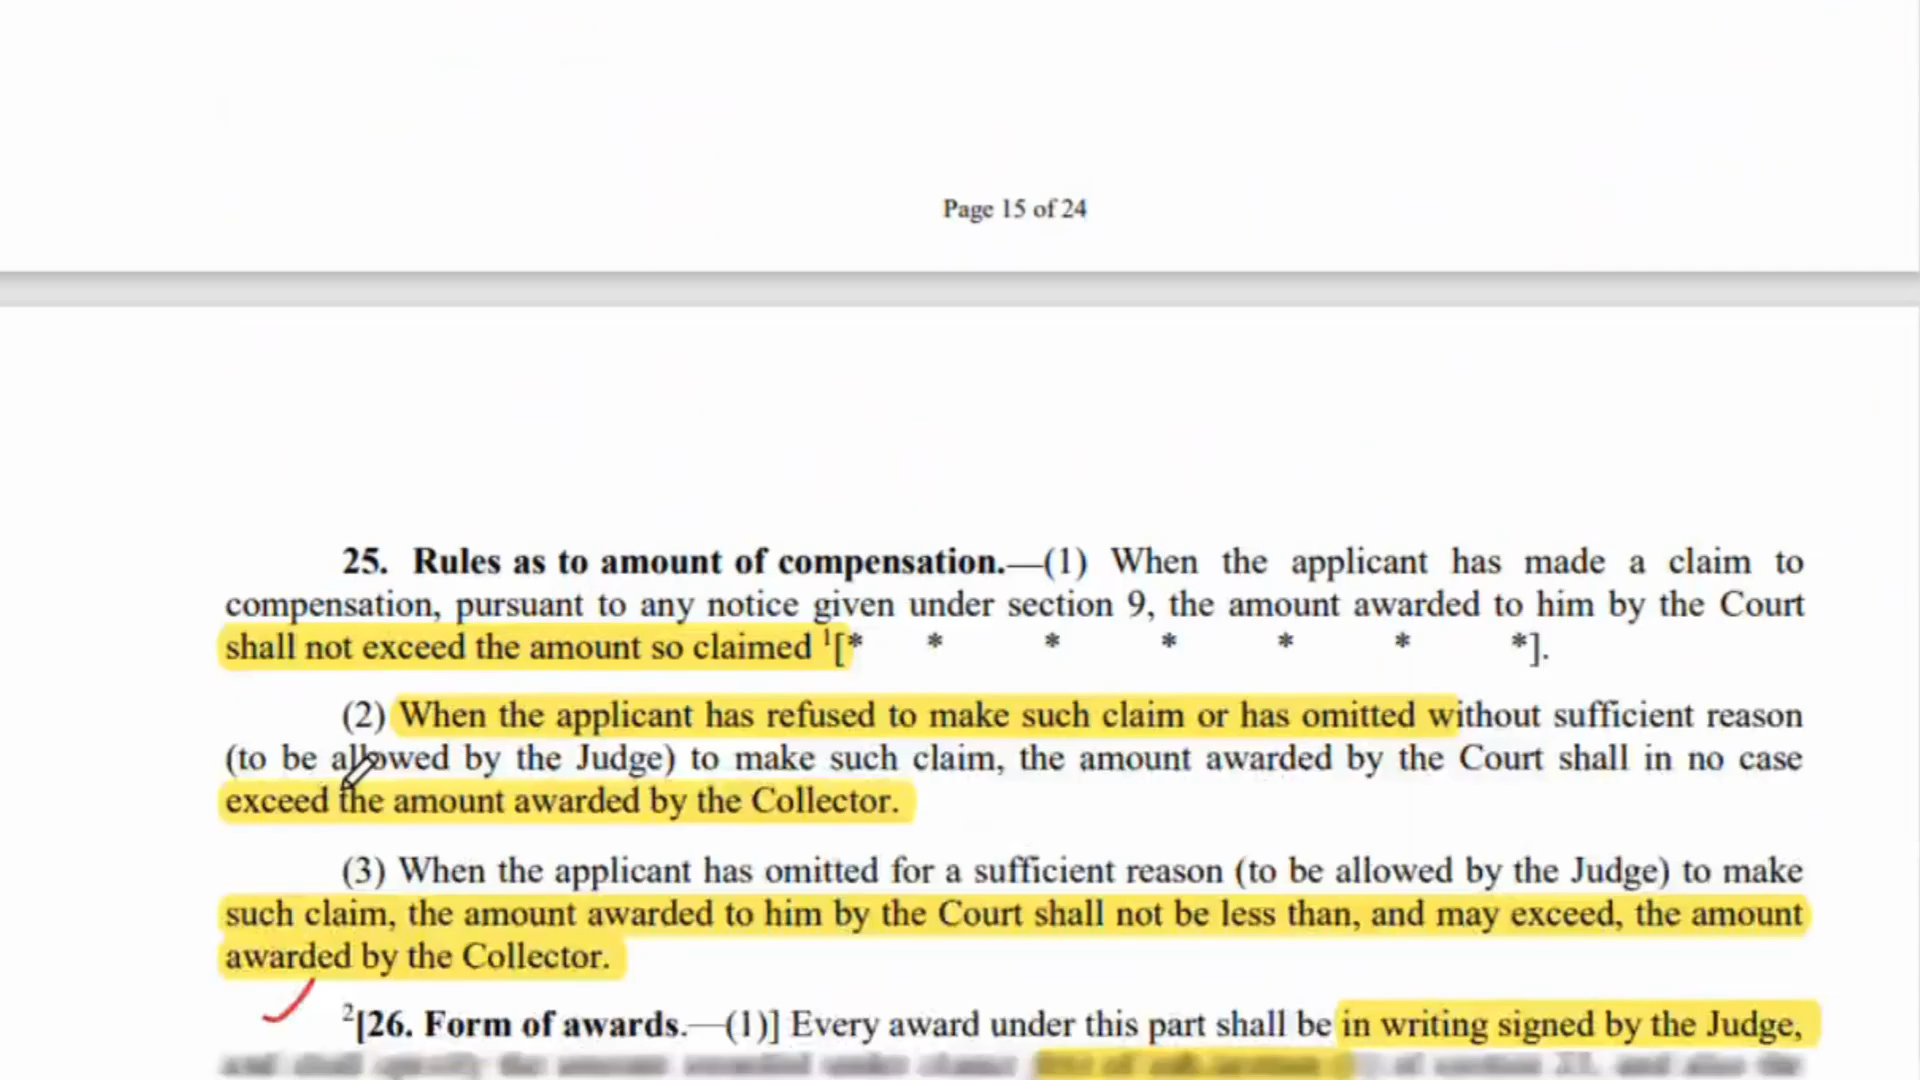 Page 15 of 24
25. Rules as to amount of compensation.—(1) When the applicant has made a claim to
compensation, pursuant to any notice given under section 9, the amount awarded to him by the Court
shall not exceed the amount so claimed ¹[* * * * * * *].
(2) When the applicant has refused to make such claim or has omitted without sufficient reason
(to be allowed by the Judge) to make such claim, the amount awarded by the Court shall in no case
exceed the amount awarded by the Collector.
(3) When the applicant has omitted for a sufficient reason (to be allowed by the Judge) to make
such claim, the amount awarded to him by the Court shall not be less than, and may exceed, the amount
awarded by the Collector.
²[26. Form of awards.—(1)] Every award under this part shall be in writing signed by the Judge,